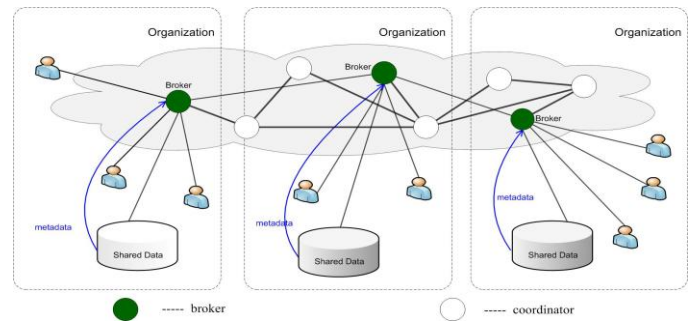 Organization
Organization
Organization
Broker
Broker
Broker
metadata
metadata
metadata
Shared Data
Shared Data
Shared Data
----- broker
----- coordinator